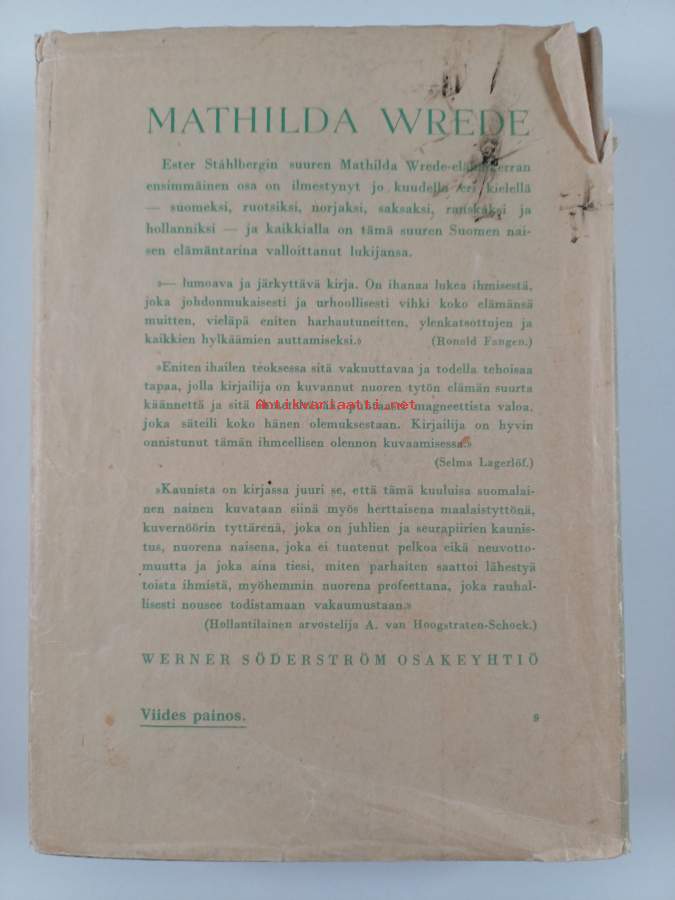 MATHILDA WREDE
Ester Ståhlbergin suuren Mathilda Wrede-elämäkerran
ensimmäinen osa on ilmestynyt jo kuudella eri kielellä
— suomeksi, ruotsiksi, norjaksi, saksaksi, ranskaksi ja
hollanniksi — ja kaikkialla on tämä suuren Suomen nai-
sen elämäntarina valloittanut lukijansa.
»— lumoava ja järkyttävä kirja. On ihanaa lukea ihmisestä,
joka johdonmukaisesti ja urhoollisesti vihki koko elämänsä
muitten, vieläpä eniten harhautuneitten, ylenkatsottujen ja
kaikkien hylkäämien auttamiseksi.» (Ronald Fangen.)
»Eniten ihailen teoksessa sitä vakuuttavaa ja todella tehoisaa
tapaa, jolla kirjailija on kuvannut nuoren tytön elämän suurta
käännettä ja sitä magneettista valoa,
Antikvariaatti.net
joka säteili koko hänen olemuksestaan. Kirjailija on hyvin
onnistunut tämän ihmeellisen olennon kuvaamisessa.»
(Selma Lagerlöf.)
»Kaunista on kirjassa juuri se, että tämä kuuluisa suomalai-
nen nainen kuvataan siinä myös herttaisena maalaistyttönä,
kuvernöörin tyttärenä, joka on juhlien ja seurapiirien kaunis-
tus, nuorena naisena, joka ei tuntenut pelkoa eikä neuvotto-
muutta ja joka aina tiesi, miten parhaiten saattoi lähestyä
toista ihmistä, myöhemmin nuorena profeettana, joka rauhal-
lisesti nousee todistamaan vakaumustaan.»
(Hollantilainen arvostelija A. van Hoogstraten-Schock.)
WERNER SÖDERSTRÖM OSAKEYHTIÖ
Viides painos. 9